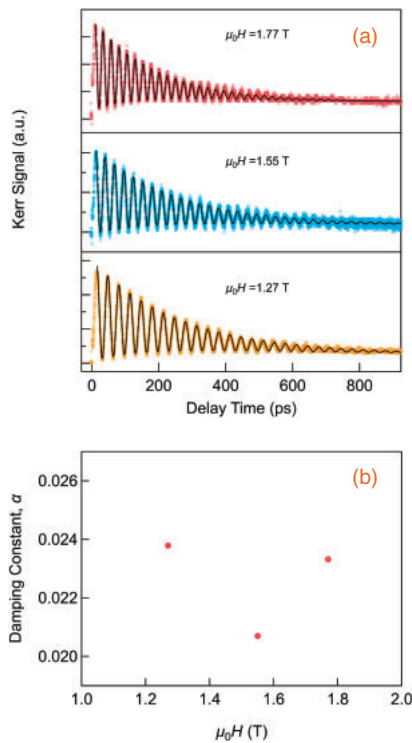 (a)
μ₀H =1.77 T
μ₀H =1.55 T
μ₀H =1.27 T
Kerr Signal (a.u.)
0 200 400 600 800
Delay Time (ps)
(b)
0.026
0.024
0.022
0.020
Damping Constant, α
1.0 1.2 1.4 1.6 1.8 2.0
μ₀H (T)